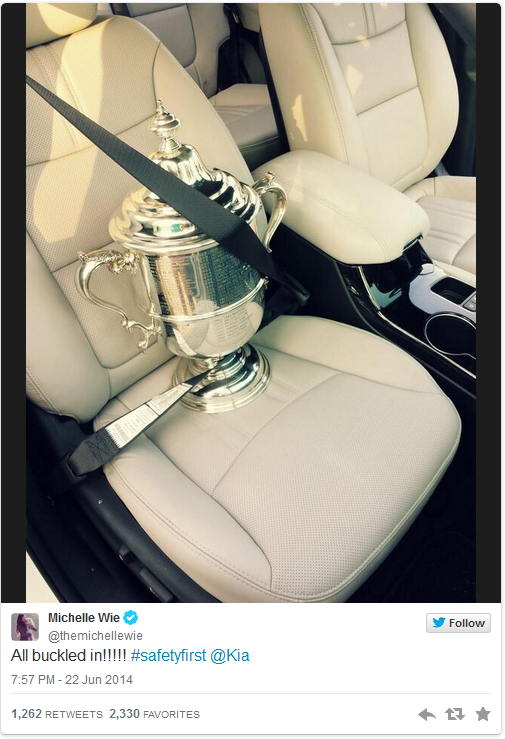 Michelle Wie
Follow
@themichellewie
All buckled in!!!!! #safetyfirst @Kia
7:57 PM - 22 Jun 2014
1,262 RETWEETS 2,330 FAVORITES